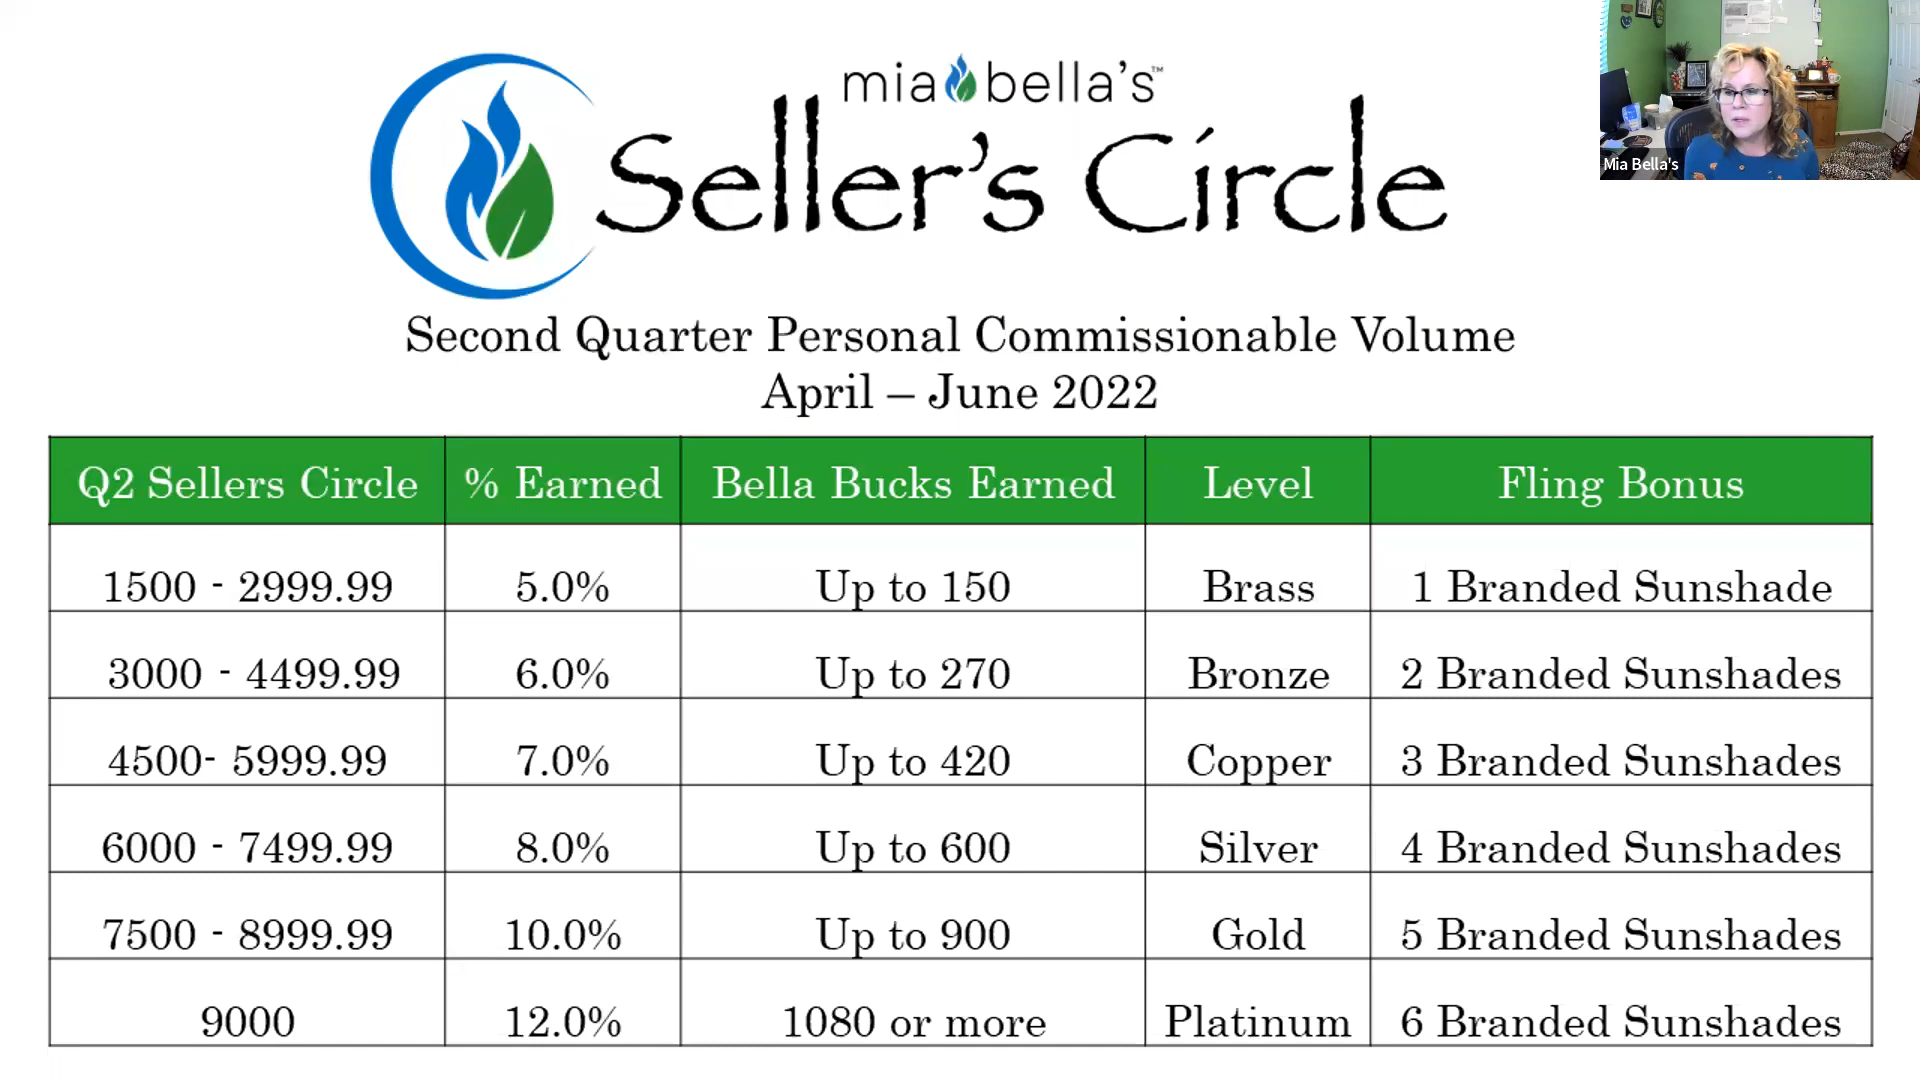 mia bella's™
Seller's Circle
Mia Bella's
Second Quarter Personal Commissionable Volume
April – June 2022
Q2 Sellers Circle % Earned Bella Bucks Earned Level Fling Bonus
1500 - 2999.99 5.0% Up to 150 Brass 1 Branded Sunshade
3000 - 4499.99 6.0% Up to 270 Bronze 2 Branded Sunshades
4500- 5999.99 7.0% Up to 420 Copper 3 Branded Sunshades
6000 - 7499.99 8.0% Up to 600 Silver 4 Branded Sunshades
7500 - 8999.99 10.0% Up to 900 Gold 5 Branded Sunshades
9000 12.0% 1080 or more Platinum 6 Branded Sunshades